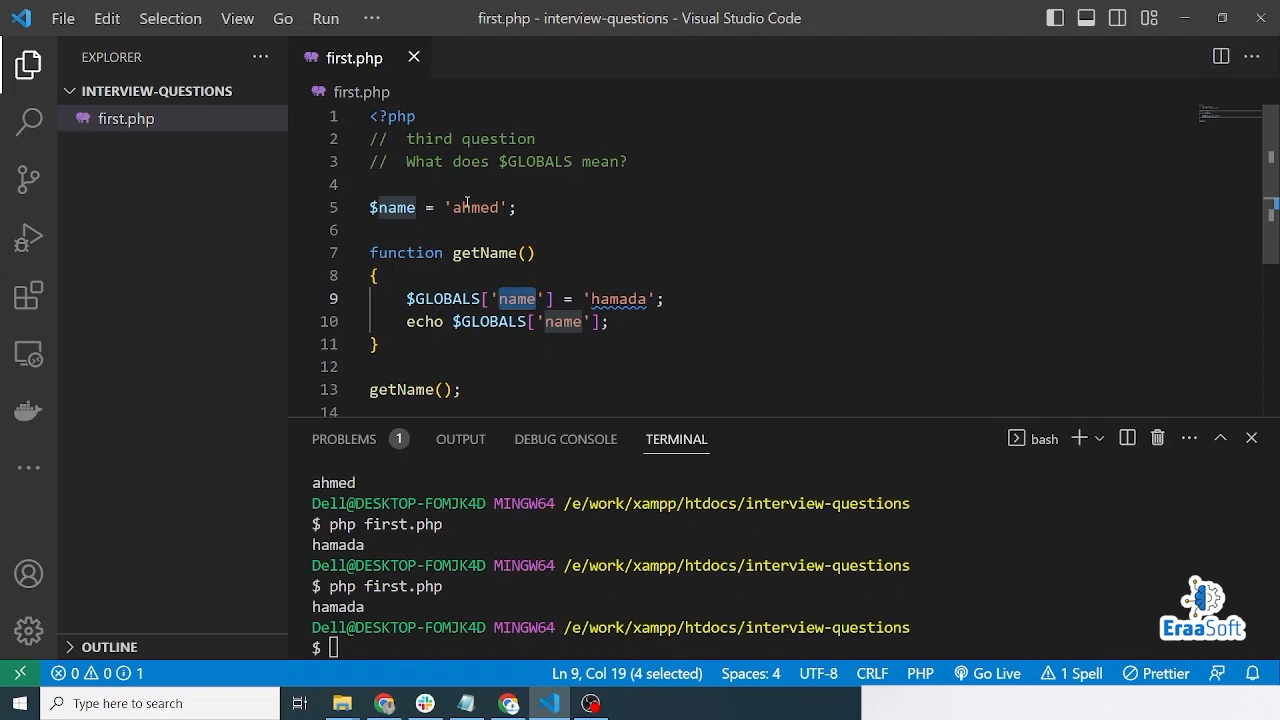 File Edit Selection View Go Run ··· first.php - interview-questions - Visual Studio Code
EXPLORER ···
INTERVIEW-QUESTIONS
first.php
first.php
first.php
1 <?php
2 // third question
3 // What does $GLOBALS mean?
4
5 $name = 'ahmed';
6
7 function getName()
8 {
9 $GLOBALS['name'] = 'hamada';
10 echo $GLOBALS['name'];
11 }
12
13 getName();
14
PROBLEMS 1 OUTPUT DEBUG CONSOLE TERMINAL bash
ahmed
Dell@DESKTOP-FOMJK4D MINGW64 /e/work/xampp/htdocs/interview-questions
$ php first.php
hamada
Dell@DESKTOP-FOMJK4D MINGW64 /e/work/xampp/htdocs/interview-questions
$ php first.php
hamada
Dell@DESKTOP-FOMJK4D MINGW64 /e/work/xampp/htdocs/interview-questions
$
EraaSoft
OUTLINE
0 0 1 Ln 9, Col 19 (4 selected) Spaces: 4 UTF-8 CRLF PHP Go Live 1 Spell Prettier
Type here to search